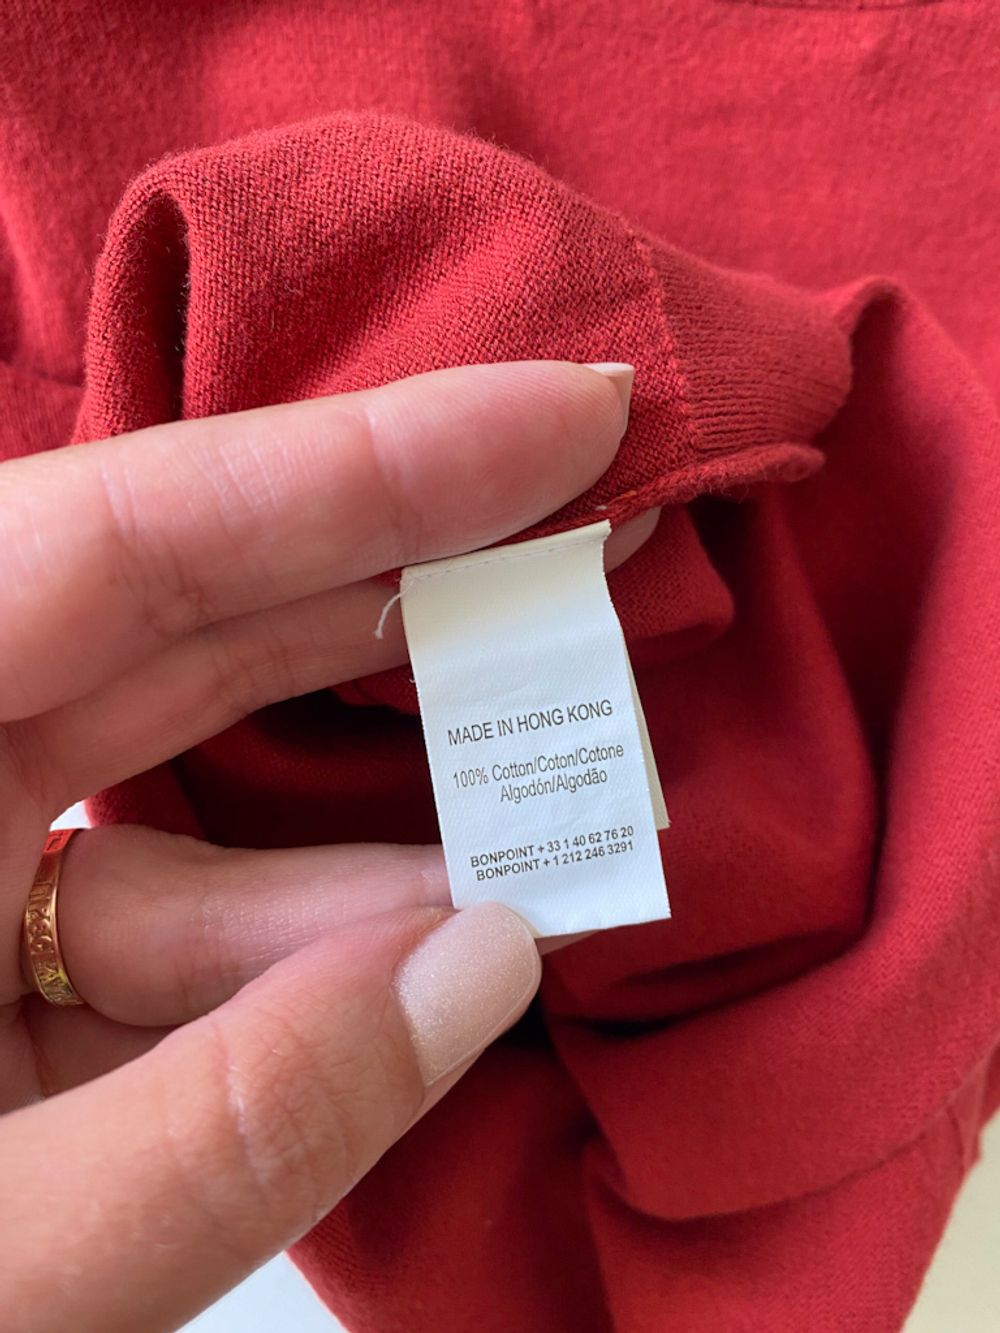 MADE IN HONG KONG
100% Cotton/Coton/Cotone
Algodón/Algodão
BONPOINT + 33 1 40 62 76 20
BONPOINT + 1 212 246 3291